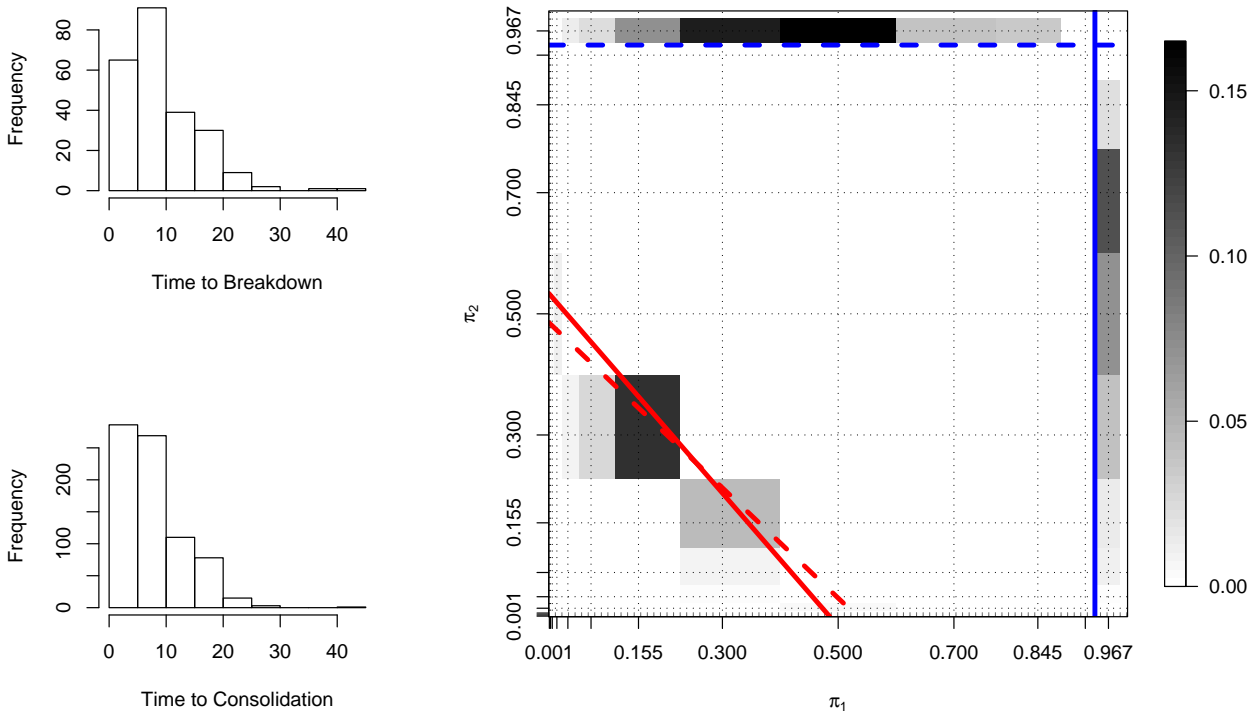 Frequency
0 20 40 60 80
0 10 20 30 40
Time to Breakdown
Frequency
0 100 200
0 10 20 30 40
Time to Consolidation
π2
0.001 0.155 0.300 0.500 0.700 0.845 0.967
0.001 0.155 0.300 0.500 0.700 0.845 0.967
π1
0.15
0.10
0.05
0.00